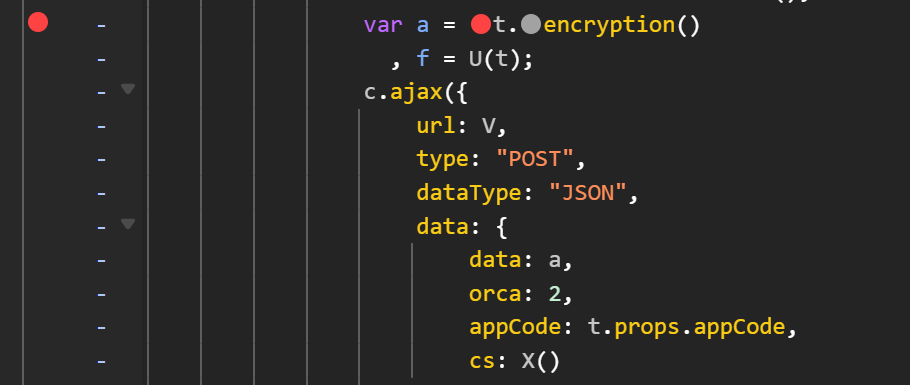 var a = t.encryption()
, f = U(t);
c.ajax({
url: V,
type: "POST",
dataType: "JSON",
data: {
data: a,
orca: 2,
appCode: t.props.appCode,
cs: X()